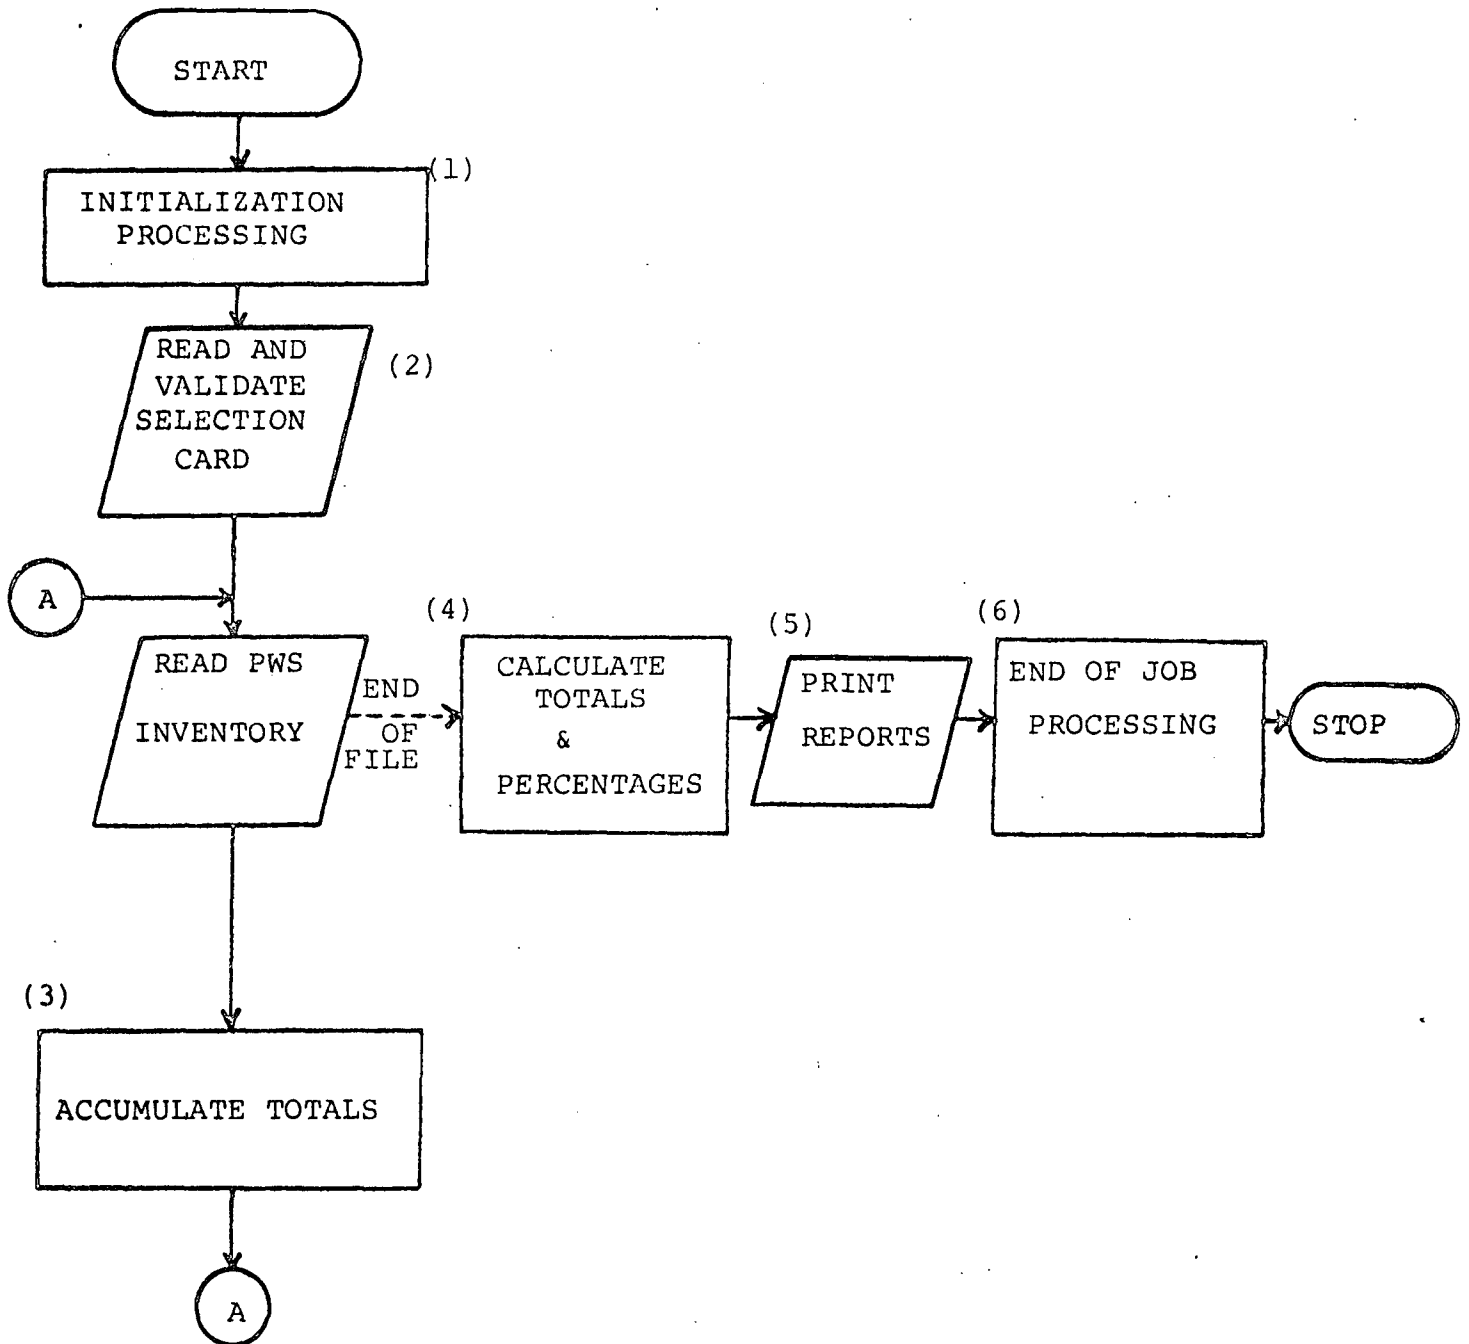 START
(1)
INITIALIZATION
PROCESSING
READ AND
VALIDATE
SELECTION
CARD
(2)
A
READ PWS
INVENTORY
END
OF
FILE
(4)
CALCULATE
TOTALS
&
PERCENTAGES
(5)
PRINT
REPORTS
(6)
END OF JOB
PROCESSING
STOP
(3)
ACCUMULATE TOTALS
A